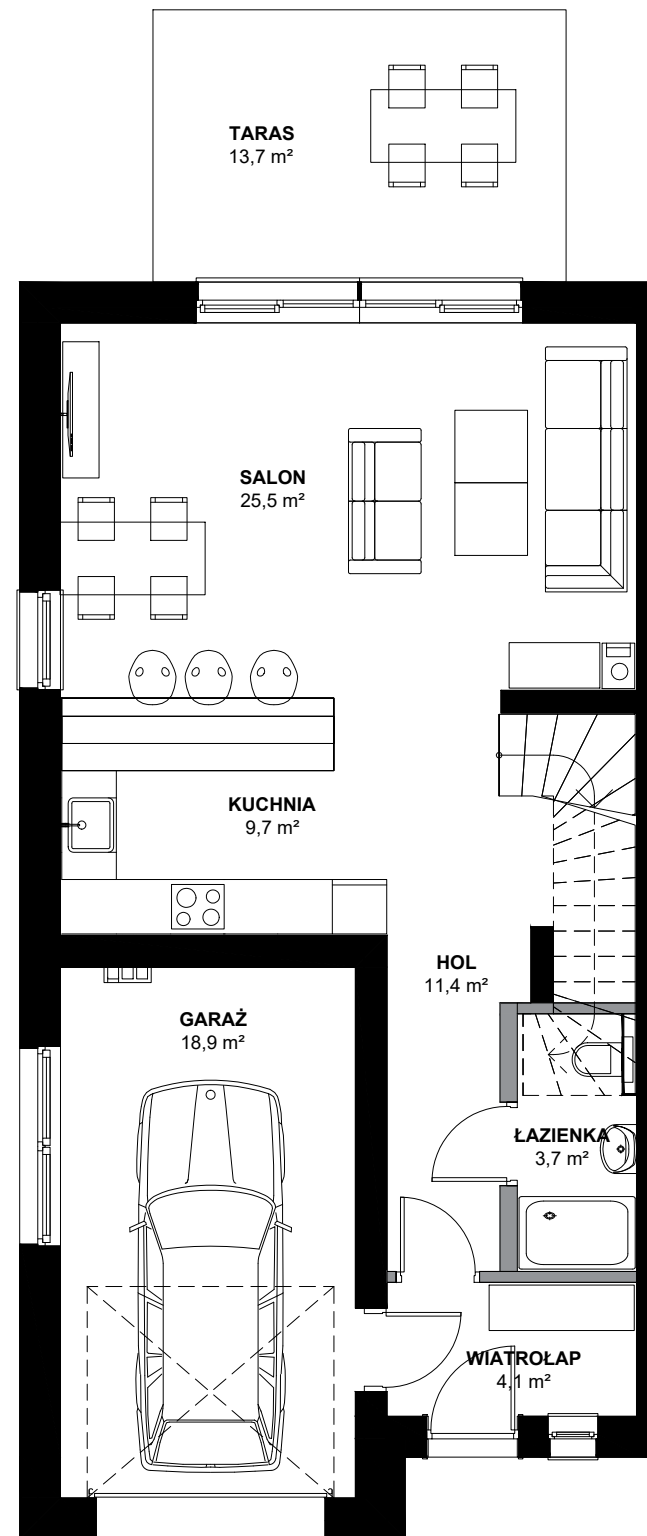 TARAS
13,7 m²
SALON
25,5 m²
KUCHNIA
9,7 m²
HOL
11,4 m²
GARAŻ
18,9 m²
ŁAZIENKA
3,7 m²
WIATROŁAP
4,1 m²